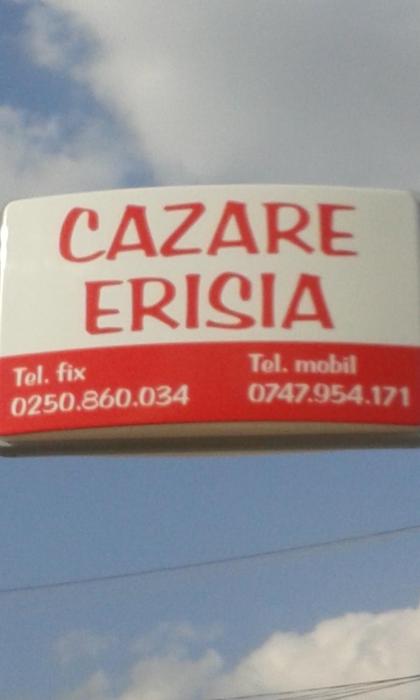 CAZARE
ERISIA
Tel. fix
0250.860.034
Tel. mobil
0747.954.171